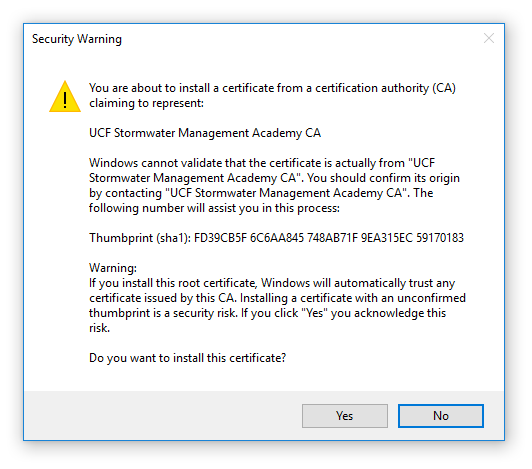 Security Warning
You are about to install a certificate from a certification authority (CA)
claiming to represent:
UCF Stormwater Management Academy CA
Windows cannot validate that the certificate is actually from "UCF
Stormwater Management Academy CA". You should confirm its origin
by contacting "UCF Stormwater Management Academy CA". The
following number will assist you in this process:
Thumbprint (sha1): FD39CB5F 6C6AA845 748AB71F 9EA315EC 59170183
Warning:
If you install this root certificate, Windows will automatically trust any
certificate issued by this CA. Installing a certificate with an unconfirmed
thumbprint is a security risk. If you click "Yes" you acknowledge this
risk.
Do you want to install this certificate?
Yes
No